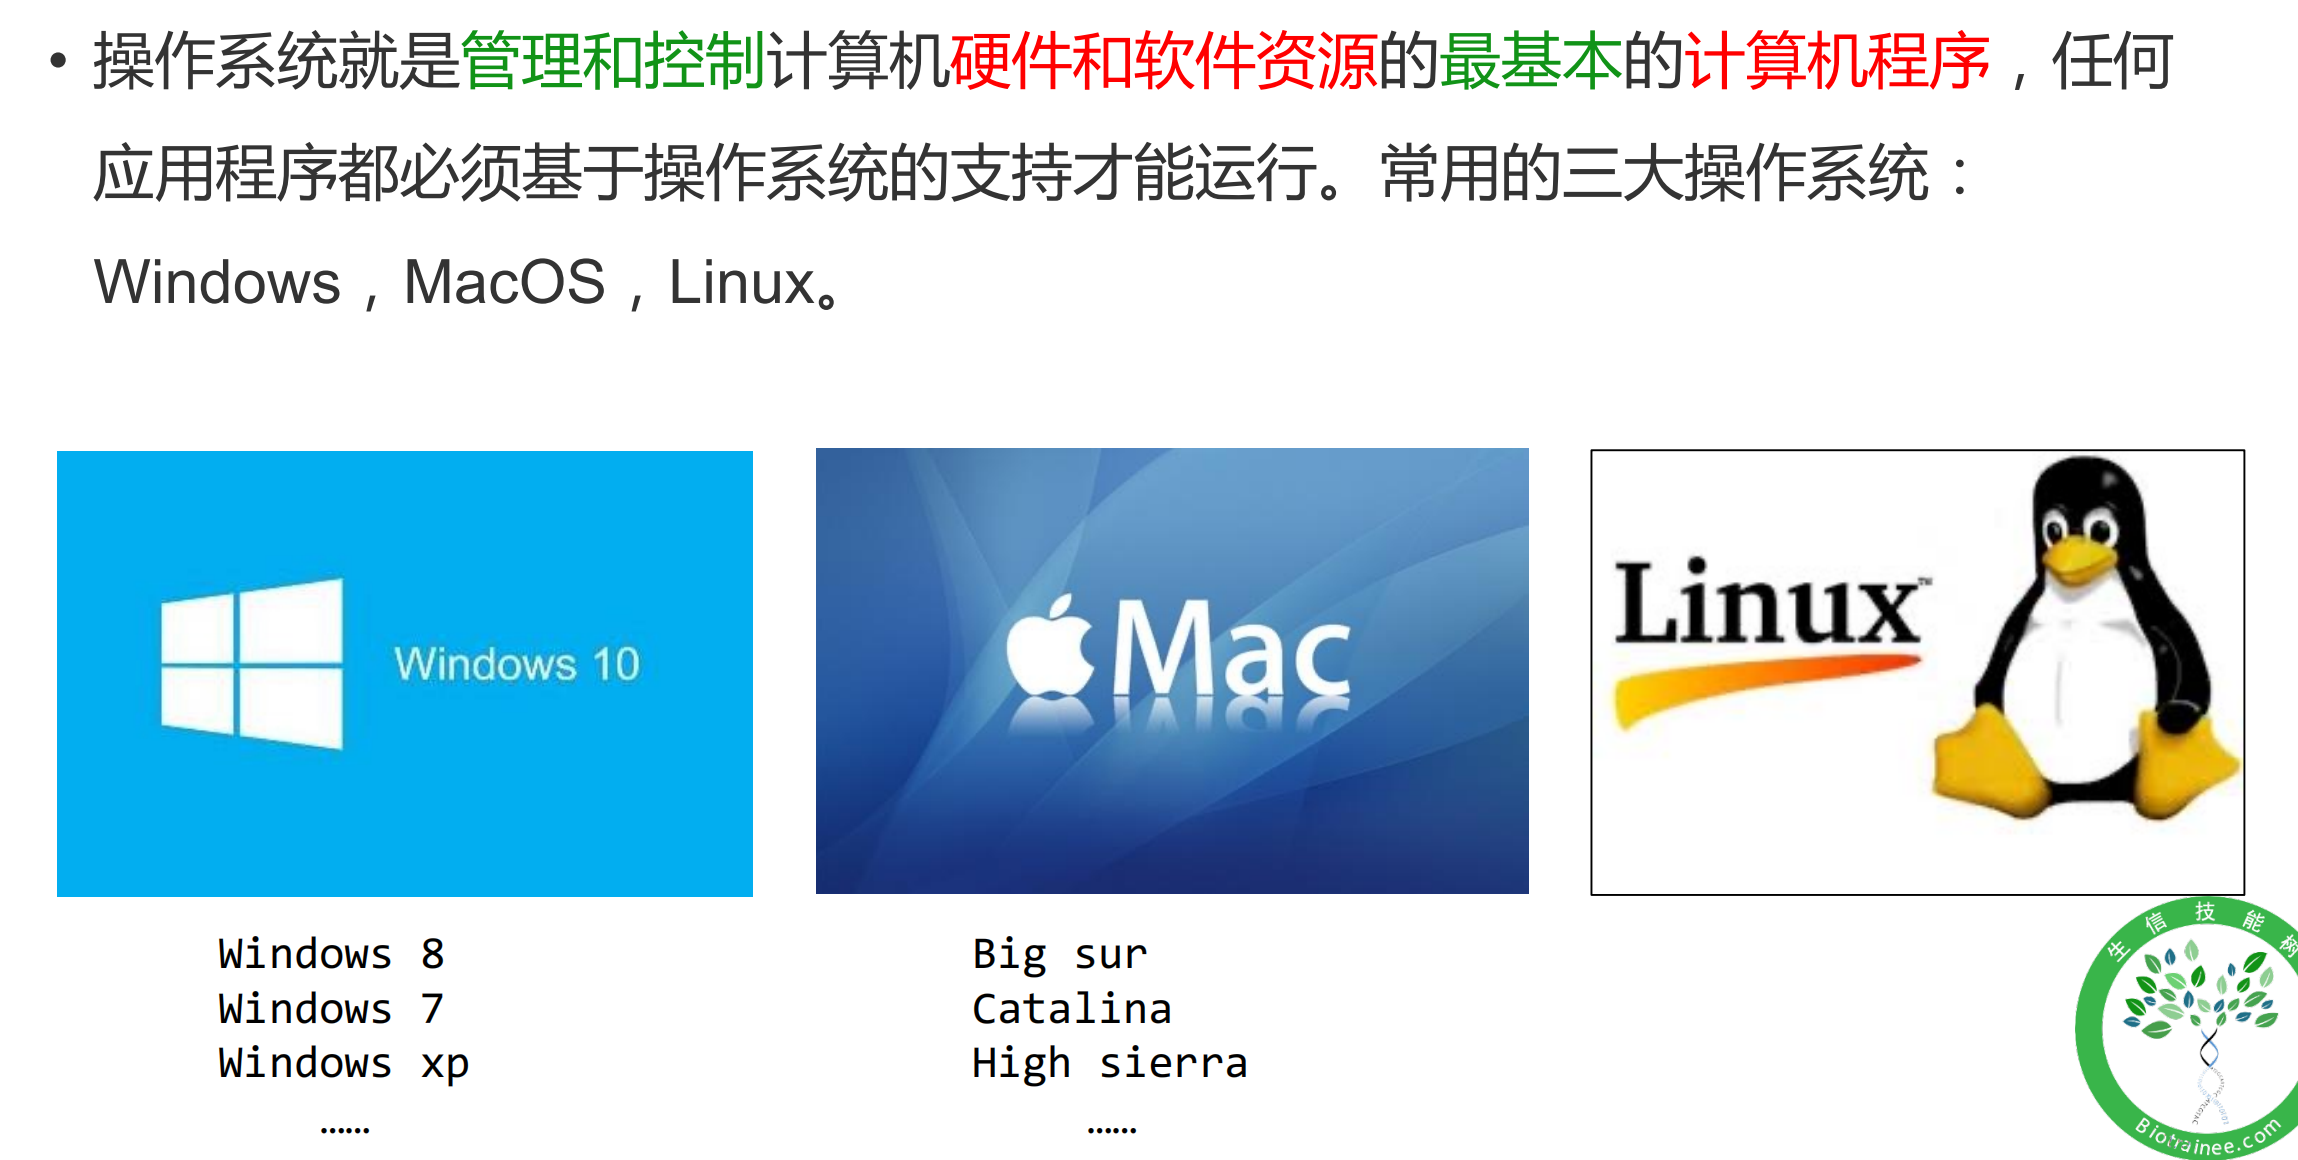 • 操作系统就是管理和控制计算机硬件和软件资源的最基本的计算机程序，任何
应用程序都必须基于操作系统的支持才能运行。常用的三大操作系统：
Windows，MacOS，Linux。
Windows 10
Mac
Linux™
Windows 8
Windows 7
Windows xp
……
Big sur
Catalina
High sierra
……
生信技能树
Biotrainee.com